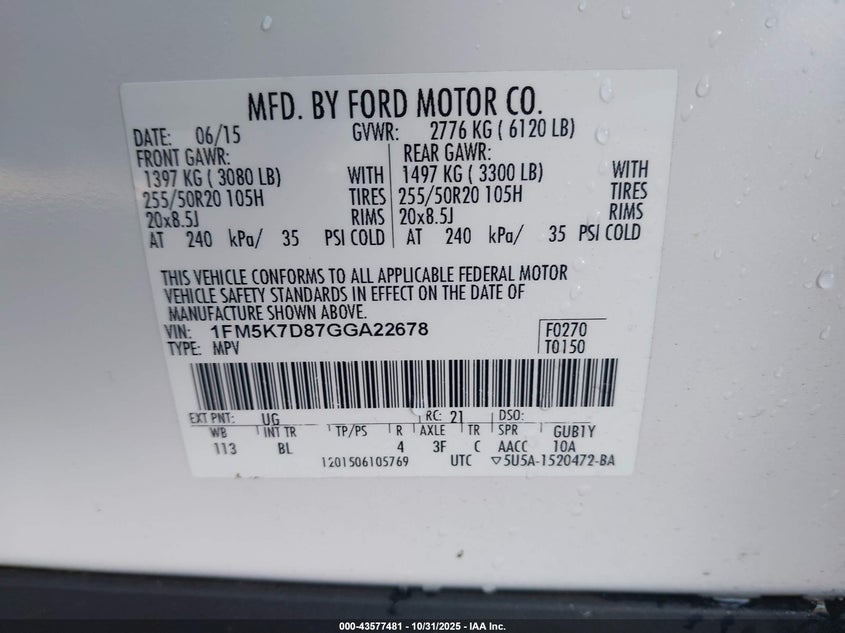 MFD. BY FORD MOTOR CO.
DATE: 06/15 GVWR: 2776 KG ( 6120 LB)
FRONT GAWR: REAR GAWR:
1397 KG ( 3080 LB) WITH 1497 KG ( 3300 LB) WITH
255/50R20 105H TIRES 255/50R20 105H TIRES
20x8.5J RIMS 20x8.5J RIMS
AT 240 kPa/ 35 PSI COLD AT 240 kPa/ 35 PSI COLD
THIS VEHICLE CONFORMS TO ALL APPLICABLE FEDERAL MOTOR
VEHICLE SAFETY STANDARDS IN EFFECT ON THE DATE OF
MANUFACTURE SHOWN ABOVE.
VIN: 1FM5K7D87GGA22678 F0270
TYPE: MPV T0150
EXT PNT: UG RC: 21 DSO:
WB INT TR TP/PS R AXLE TR SPR GUB1Y
113 BL 4 3F C AACC 10A
1201506105769 UTC ▽5U5A-1520472-BA
000-43577481 - 10/31/2025 - IAA Inc.